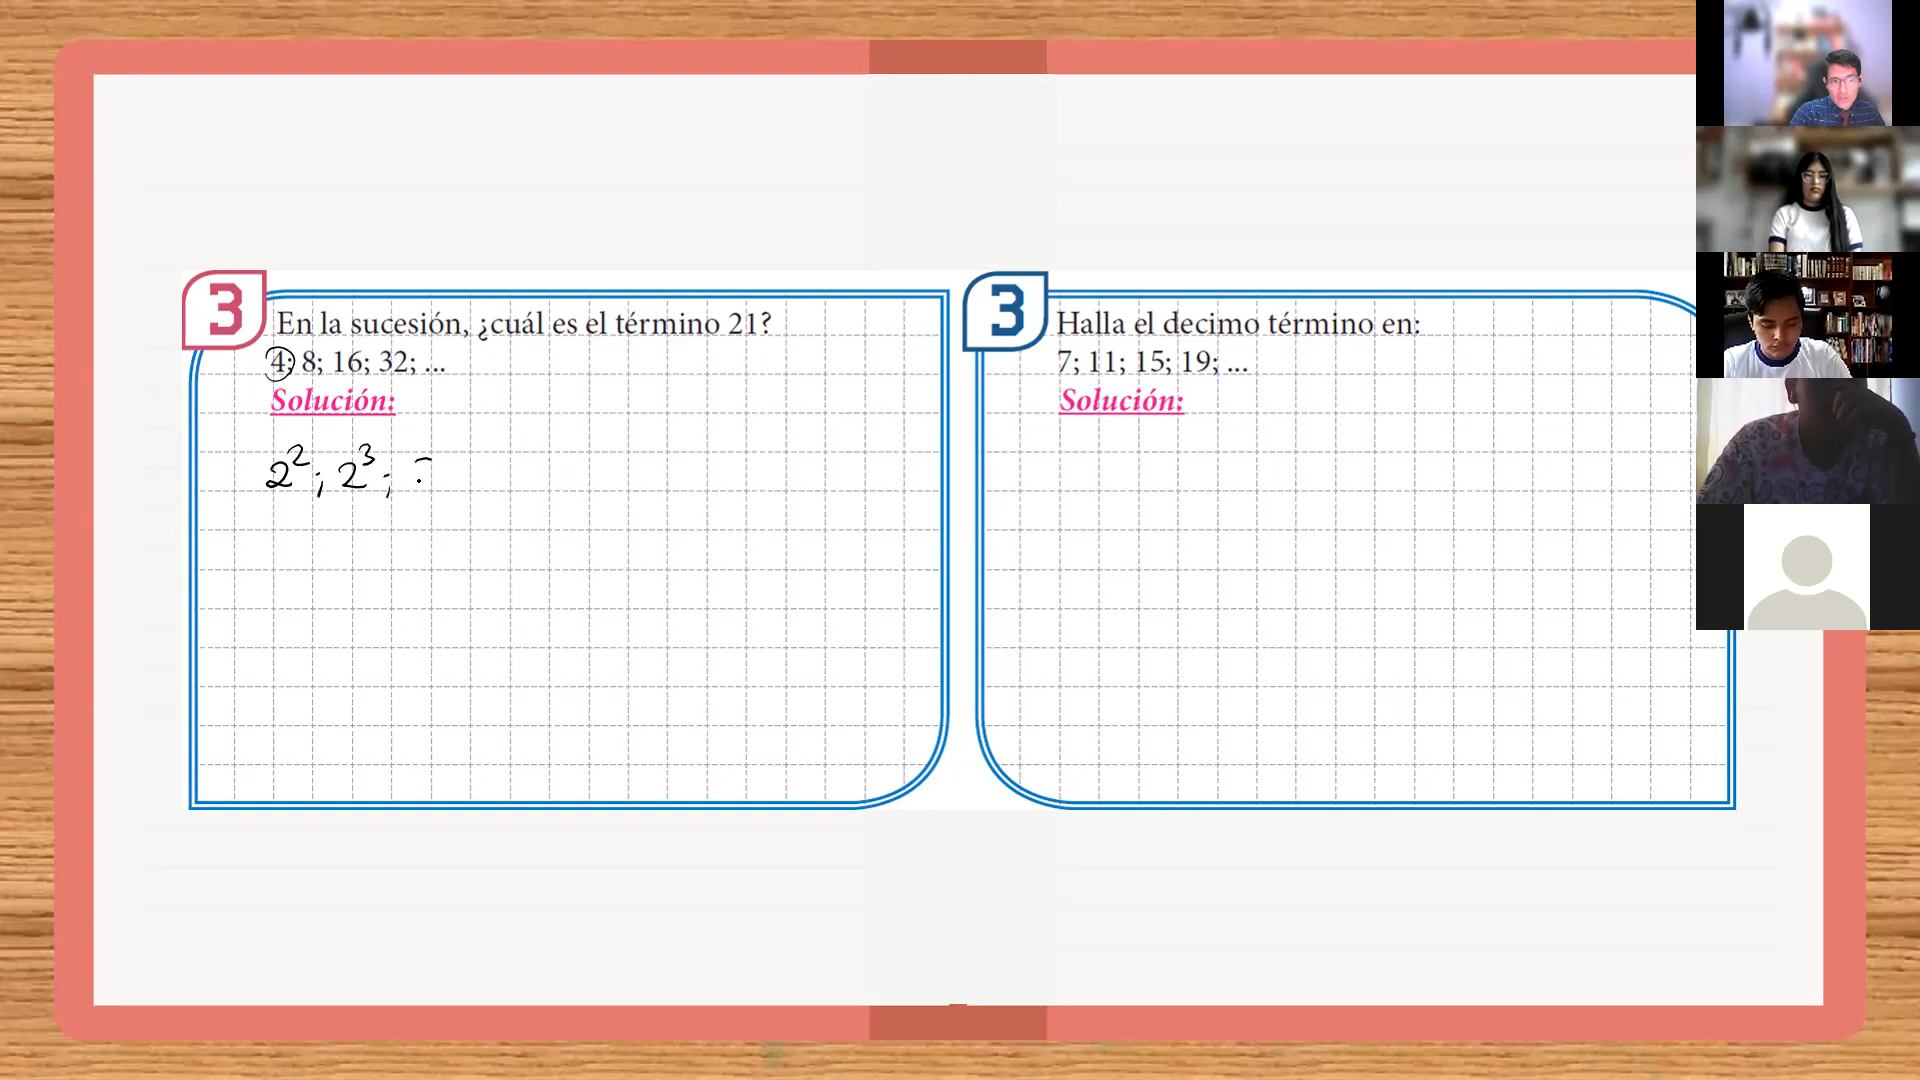 3
En la sucesión, ¿cuál es el término 21?
4; 8; 16; 32; ...
Solución:
2²; 2³;
3
Halla el decimo término en:
7; 11; 15; 19; ...
Solución: